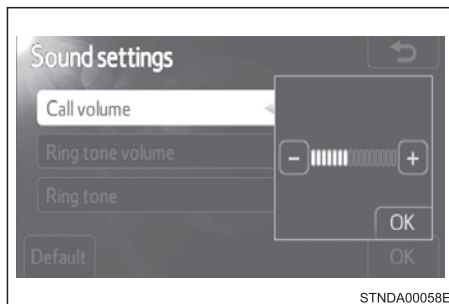 Sound settings
Call volume
Ring tone volume
- +
Ring tone
OK
Default OK
STNDA00058E